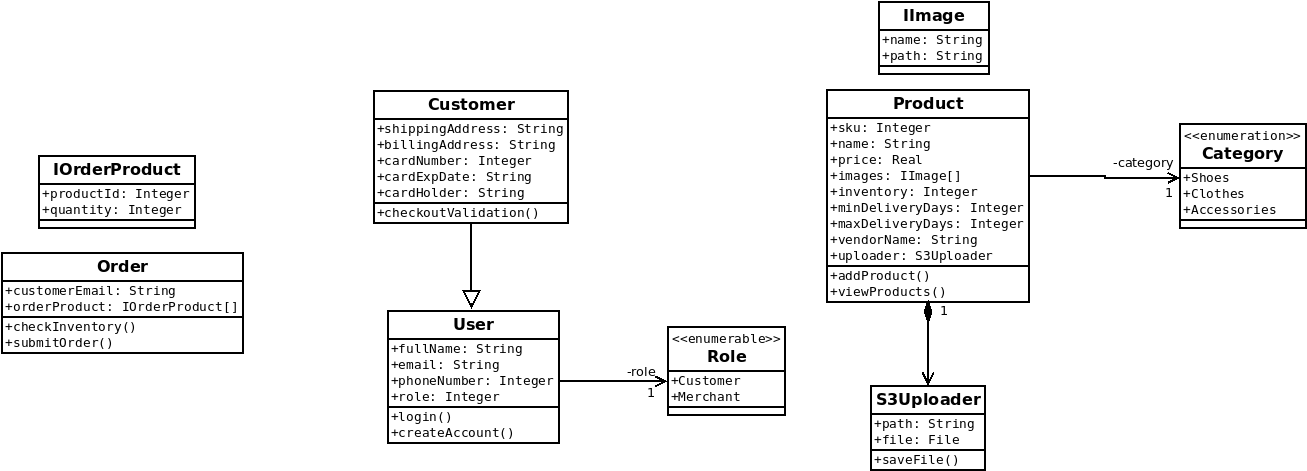 IImage
+name: String
+path: String
Customer
+shippingAddress: String
+billingAddress: String
+cardNumber: Integer
+cardExpDate: String
+cardHolder: String
+checkoutValidation()
Product
+sku: Integer
+name: String
+price: Real
+images: IImage[]
+inventory: Integer
+minDeliveryDays: Integer
+maxDeliveryDays: Integer
+vendorName: String
+uploader: S3Uploader
+addProduct()
+viewProducts()
1
-category
1
<<enumeration>>
Category
+Shoes
+Clothes
+Accessories
IOrderProduct
+productId: Integer
+quantity: Integer
Order
+customerEmail: String
+orderProduct: IOrderProduct[]
+checkInventory()
+submitOrder()
User
+fullName: String
+email: String
+phoneNumber: Integer
+role: Integer
+login()
+createAccount()
-role
1
<<enumerable>>
Role
+Customer
+Merchant
S3Uploader
+path: String
+file: File
+saveFile()